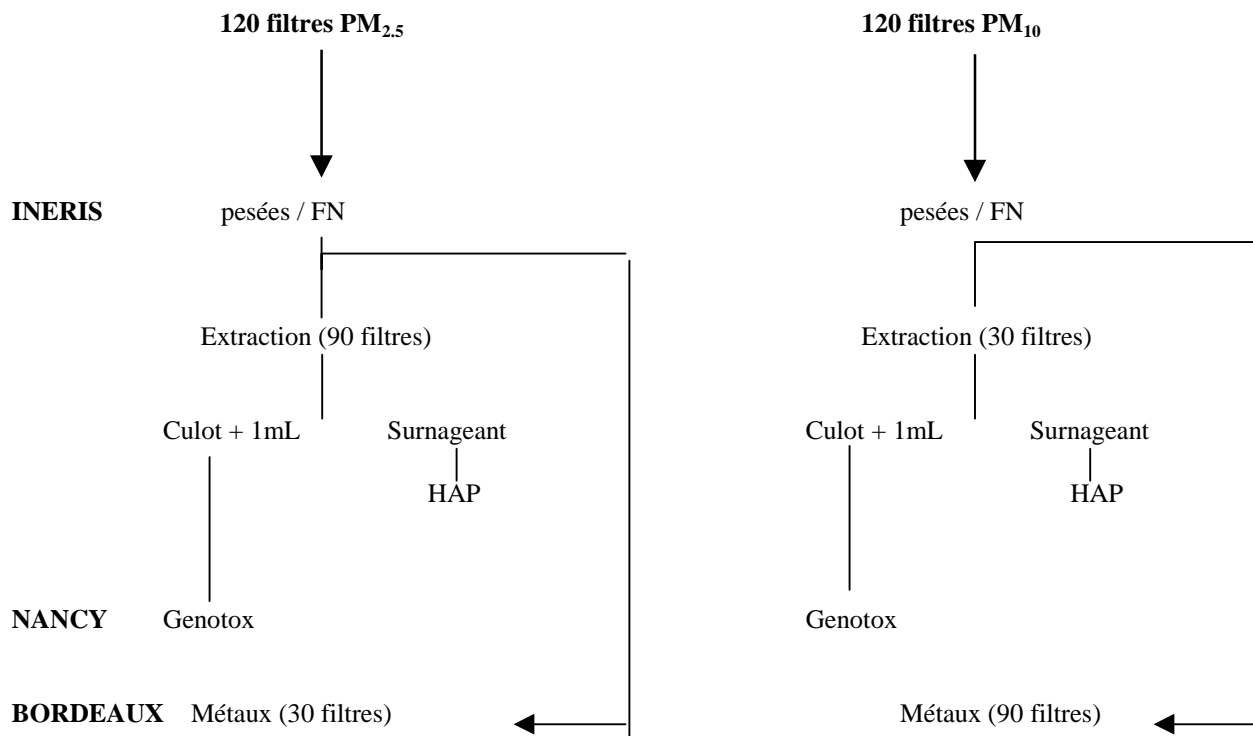 120 filtres PM2.5 120 filtres PM10
INERIS pesées / FN pesées / FN
Extraction (90 filtres) Extraction (30 filtres)
Culot + 1mL Surnageant Culot + 1mL Surnageant
HAP HAP
NANCY Genotox Genotox
BORDEAUX Métaux (30 filtres) Métaux (90 filtres)